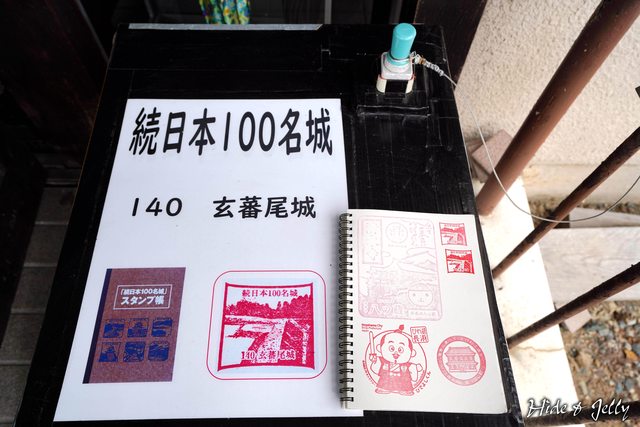 続日本100名城
140 玄蕃尾城
「続日本100名城」
スタンプ帳
続日本100名城
140 玄蕃尾城
Hide & Jelly